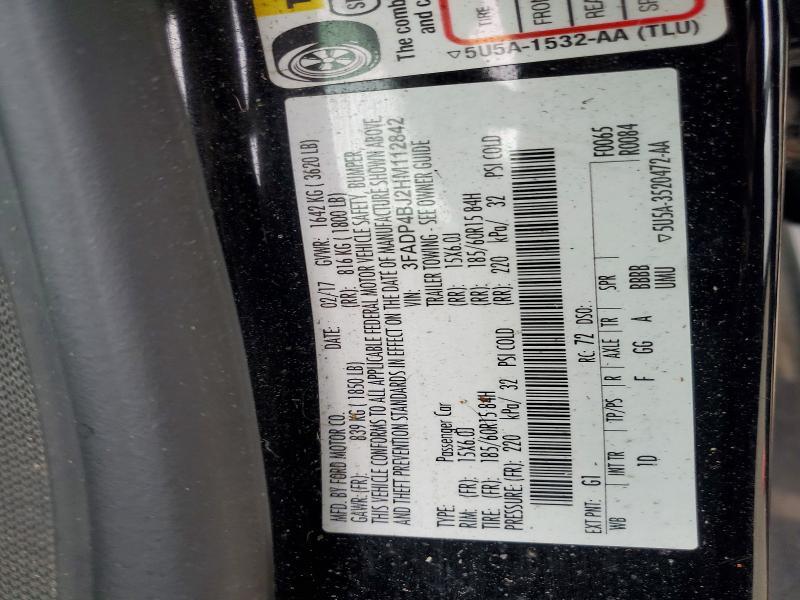 The comb
and c
TIRE
FRON
REA
SP
▽5U5A-1532-AA (TLU)
MFD. BY FORD MOTOR CO.
DATE: 02/17 GVWR: 1642 KG ( 3620 LB)
GAWR: (FR): 839 KG ( 1850 LB) (RR): 816 KG ( 1800 LB)
THIS VEHICLE CONFORMS TO ALL APPLICABLE FEDERAL MOTOR VEHICLE SAFETY, BUMPER,
AND THEFT PREVENTION STANDARDS IN EFFECT ON THE DATE OF MANUFACTURE SHOWN ABOVE
VIN: 3FADP4BJ2HM112842
TYPE: Passenger Car TRAILER TOWING - SEE OWNER GUIDE
RIM: (FR): 15X6.0J (RR): 15X6.0J
TIRE: (FR): 185/60R15 84H (RR): 185/60R15 84H
PRESSURE: (FR): 220 kPa/ 32 PSI COLD (RR): 220 kPa/ 32 PSI COLD
EXT PNT: G1 RC: 72 DSO: F0065
WB INT TR TP/PS R AXLE TR SPR R0084
1D F GG A BBBB
UMU ▽5U5A-3520472-AA